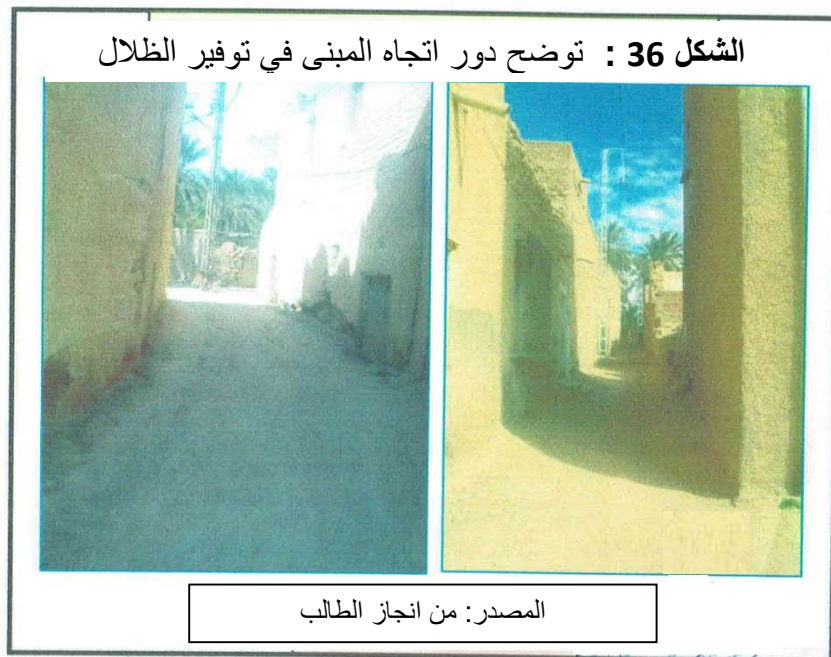 الشكل 36 : توضح دور اتجاه المبنى في توفير الظلال
المصدر: من انجاز الطالب